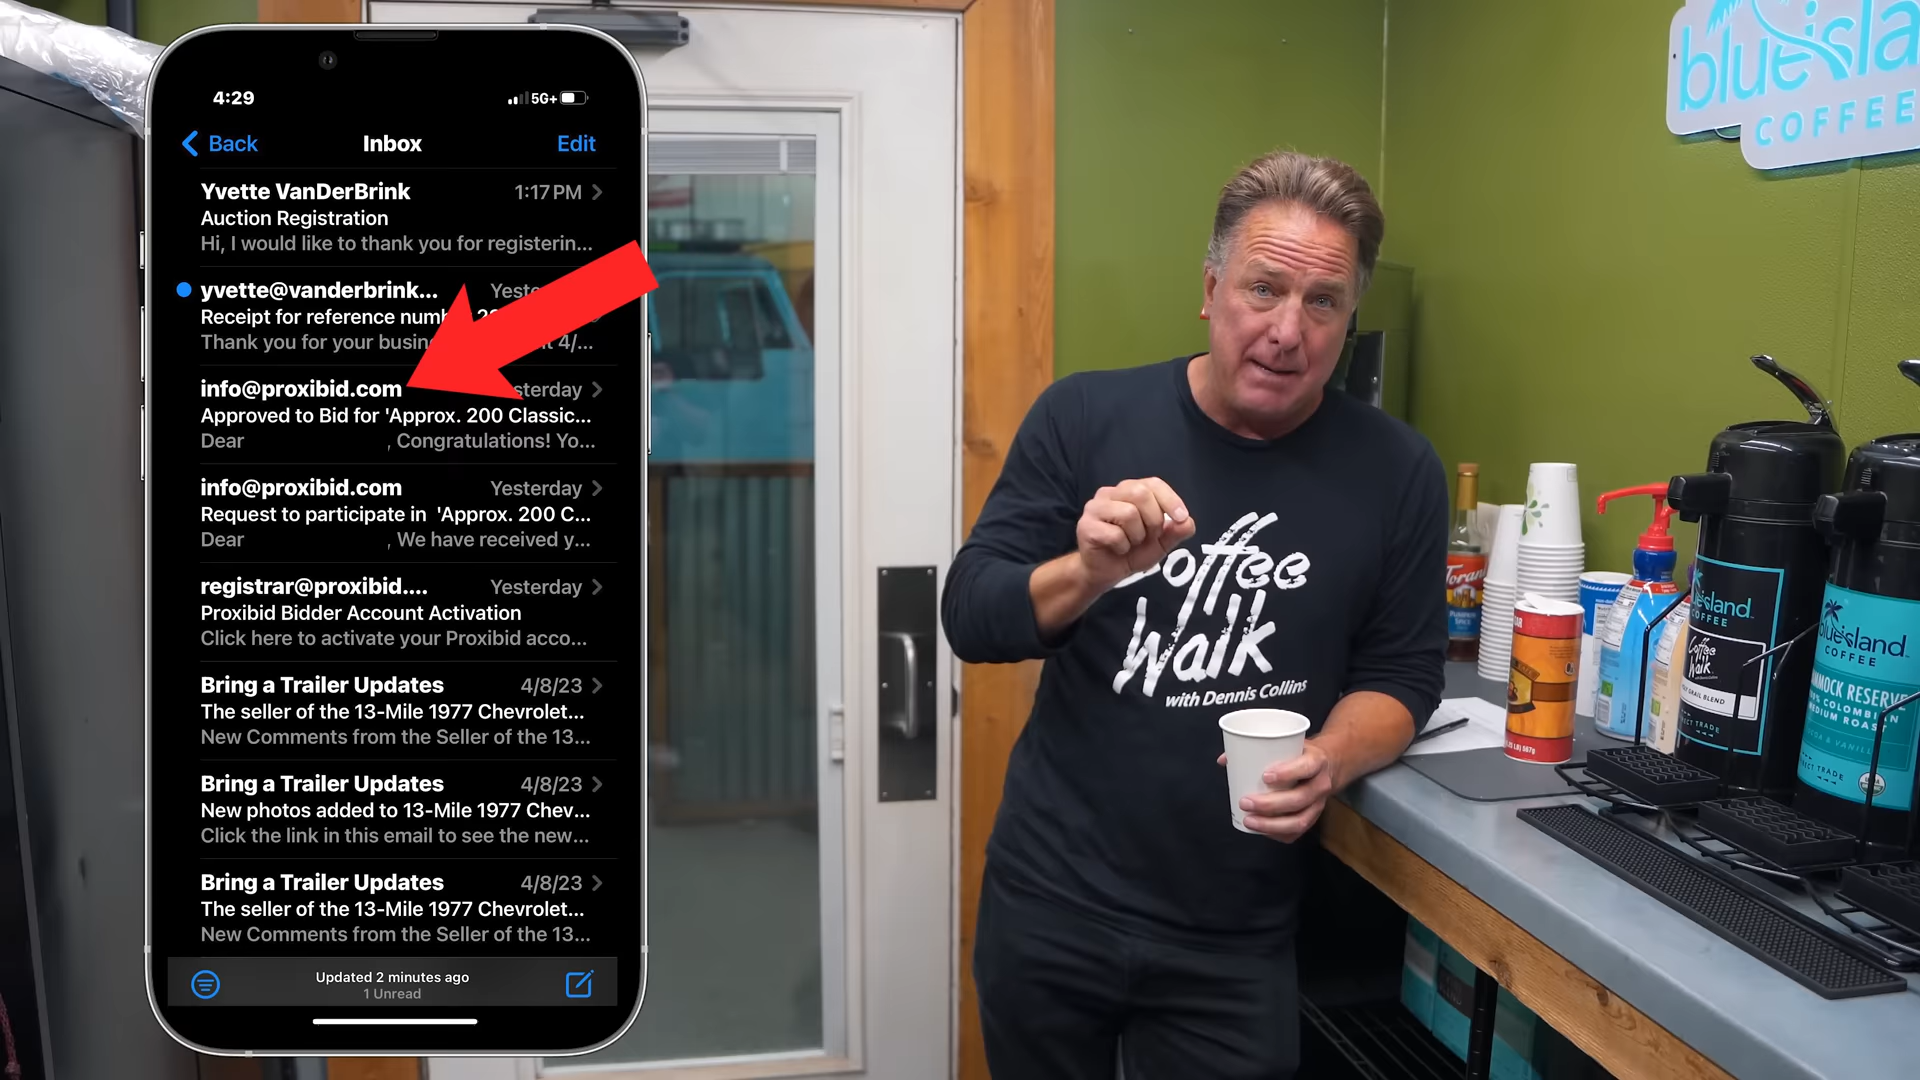 4:29
5G+
Back
Inbox
Edit
Yvette VanDerBrink
1:17 PM
Auction Registration
Hi, I would like to thank you for registerin...
yvette@vanderbrink...
Receipt for reference
Thank you for your
info@proxibid.com
Approved to Bid for 'Approx. 200 Classic...
Dear , Congratulations! Yo...
info@proxibid.com
Yesterday
Request to participate in 'Approx. 200 C...
Dear , We have received y...
registrar@proxibid....
Yesterday
Proxibid Bidder Account Activation
Click here to activate your Proxibid acco...
Bring a Trailer Updates
4/8/23
The seller of the 13-Mile 1977 Chevrolet...
New Comments from the Seller of the 13...
Bring a Trailer Updates
4/8/23
New photos added to 13-Mile 1977 Chev...
Click the link in this email to see the new...
Bring a Trailer Updates
4/8/23
The seller of the 13-Mile 1977 Chevrolet...
New Comments from the Seller of the 13...
Updated 2 minutes ago
1 Unread
COFFEE
Coffee
Walk
with Dennis Collins
COFFEE
Coffee
Walk
blueisland
COFFEE
RESERVE
COLOMBIAN
MEDIUM ROAST